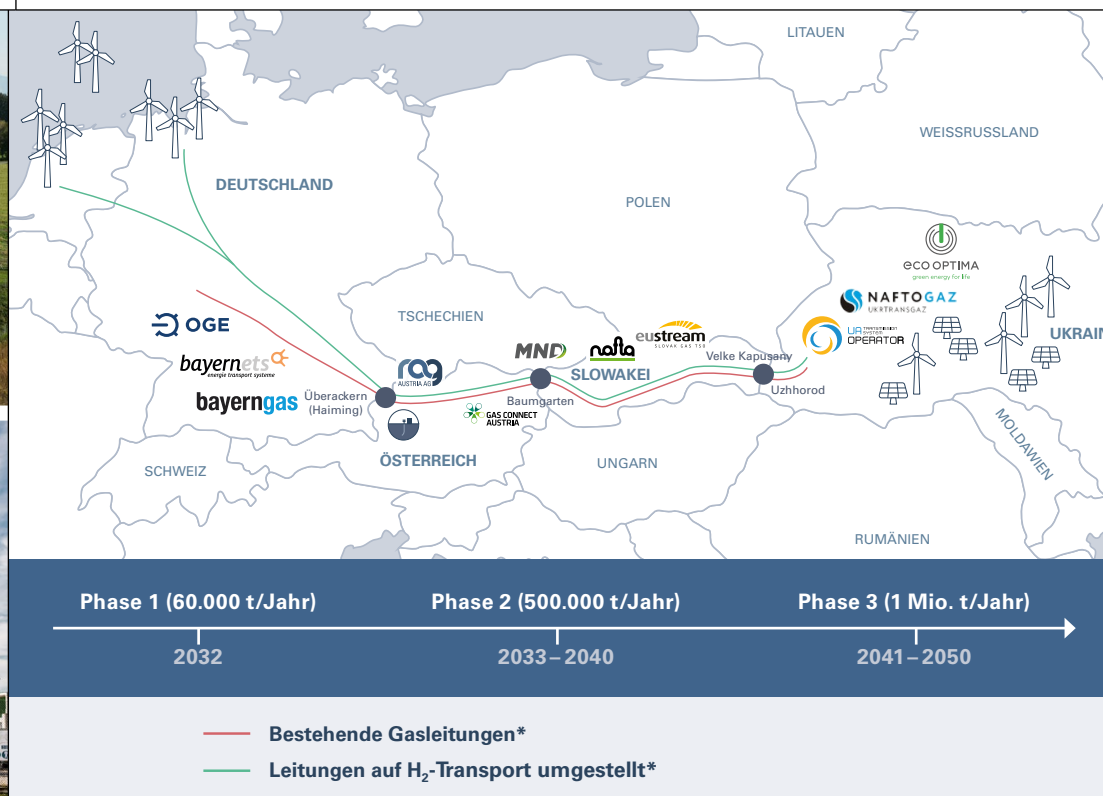 LITAUEN
WEISSRUSSLAND
DEUTSCHLAND
POLEN
eco OPTIMA
green energy for life
NAFTOGAZ
UKRTRANSGAZ
UA TRANSMISSION
SYSTEM
OPERATOR
UKRAIN
OGE
TSCHECHIEN
eustream
SLOVAK GAS TSO
MND
nafta
SLOWAKEI
Velke Kapusany
Uzhhorod
bayernets
energie transport systeme
rag
AUSTRIA AG
bayerngas
Überackern
(Haiming)
Baumgarten
GAS CONNECT
AUSTRIA
ÖSTERREICH
SCHWEIZ
UNGARN
MOLDAWIEN
RUMÄNIEN
Phase 1 (60.000 t/Jahr)
Phase 2 (500.000 t/Jahr)
Phase 3 (1 Mio. t/Jahr)
2032
2033–2040
2041–2050
Bestehende Gasleitungen*
Leitungen auf H₂-Transport umgestellt*